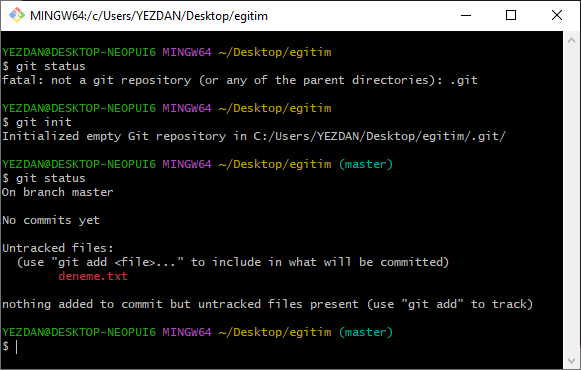 MINGW64:/c/Users/YEZDAN/Desktop/egitim
YEZDAN@DESKTOP-NEOPUI6 MINGW64 ~/Desktop/egitim
$ git status
fatal: not a git repository (or any of the parent directories): .git
YEZDAN@DESKTOP-NEOPUI6 MINGW64 ~/Desktop/egitim
$ git init
Initialized empty Git repository in C:/Users/YEZDAN/Desktop/egitim/.git/
YEZDAN@DESKTOP-NEOPUI6 MINGW64 ~/Desktop/egitim (master)
$ git status
On branch master
No commits yet
Untracked files:
(use "git add <file>..." to include in what will be committed)
deneme.txt
nothing added to commit but untracked files present (use "git add" to track)
YEZDAN@DESKTOP-NEOPUI6 MINGW64 ~/Desktop/egitim (master)
$